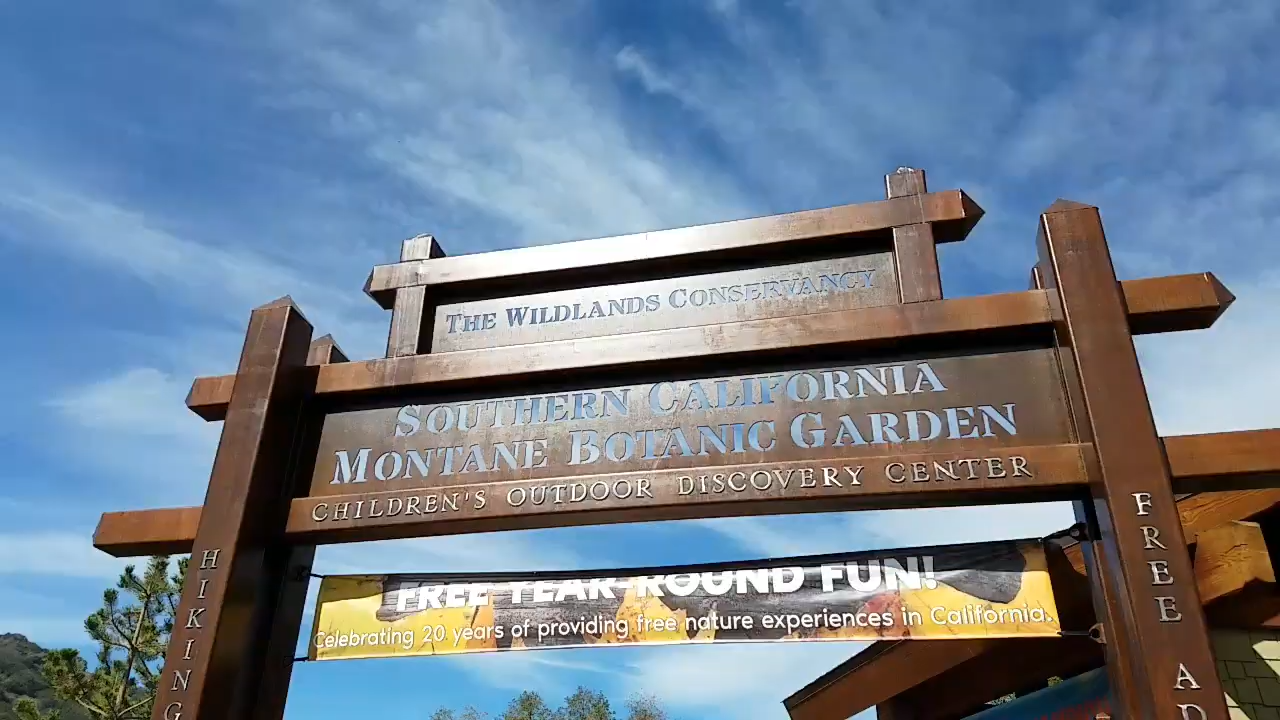 THE WILDLANDS CONSERVANCY
SOUTHERN CALIFORNIA
MONTANE BOTANIC GARDEN
CHILDREN'S OUTDOOR DISCOVERY CENTER
FREE YEAR-ROUND FUN!
Celebrating 20 years of providing free nature experiences in California.
HIKING
FREE AD